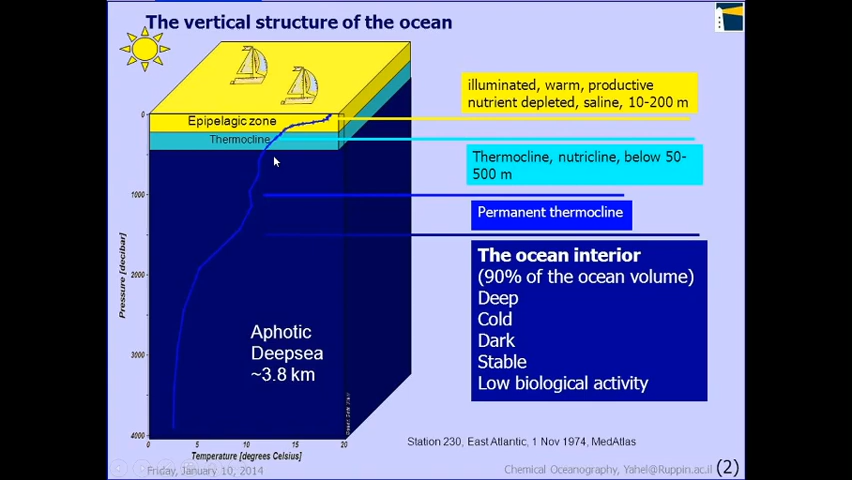 The vertical structure of the ocean
illuminated, warm, productive
nutrient depleted, saline, 10-200 m
Epipelagic zone
Thermocline
Thermocline, nutricline, below 50-
500 m
Permanent thermocline
The ocean interior
(90% of the ocean volume)
Deep
Cold
Dark
Stable
Low biological activity
Aphotic
Deepsea
~3.8 km
Pressure [decibar]
0
1000
2000
3000
4000
0
5
10
15
20
Temperature [degrees Celsius]
Station 230, East Atlantic, 1 Nov 1974, MedAtlas
Friday, January 10, 2014
Chemical Oceanography, Yahel@Ruppin.ac.il
(2)